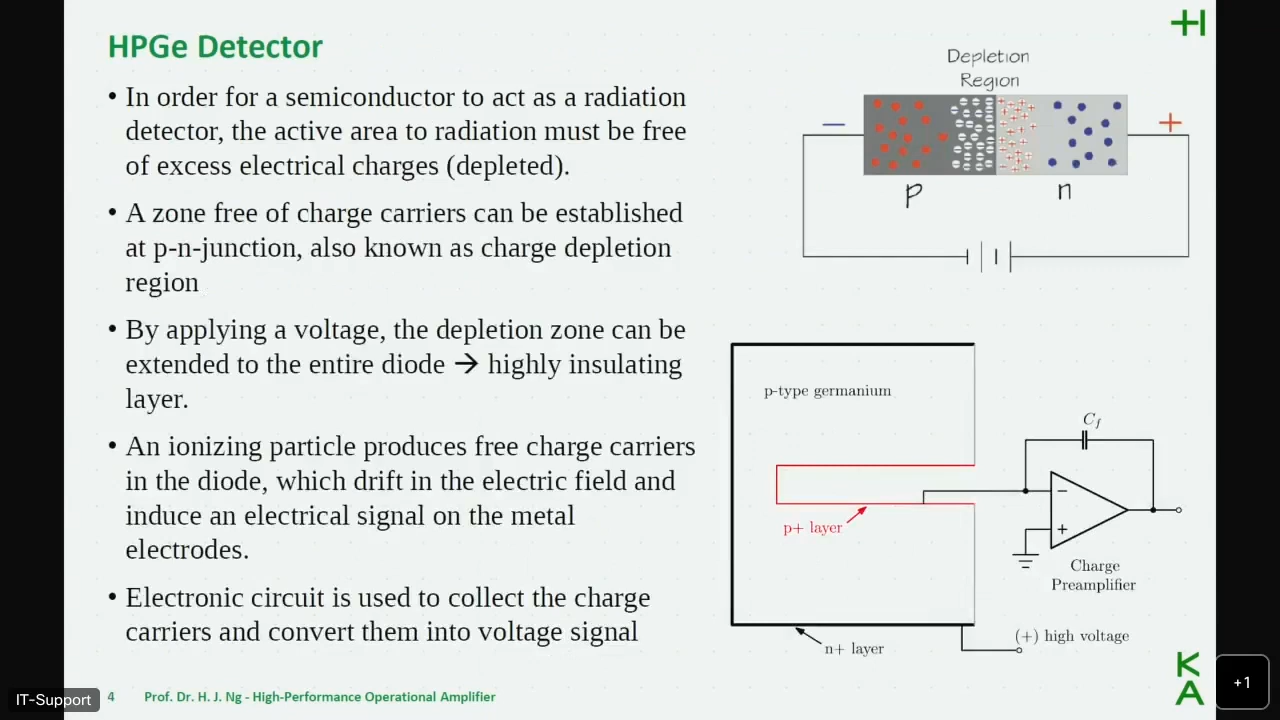 HPGe Detector
• In order for a semiconductor to act as a radiation
detector, the active area to radiation must be free
of excess electrical charges (depleted).
• A zone free of charge carriers can be established
at p-n-junction, also known as charge depletion
region
• By applying a voltage, the depletion zone can be
extended to the entire diode → highly insulating
layer.
• An ionizing particle produces free charge carriers
in the diode, which drift in the electric field and
induce an electrical signal on the metal
electrodes.
• Electronic circuit is used to collect the charge
carriers and convert them into voltage signal
Depletion
Region
−
+
p
n
p-type germanium
p+ layer
n+ layer
(+) high voltage
Cf
−
+
Charge
Preamplifier
H
K
A
4 Prof. Dr. H. J. Ng - High-Performance Operational Amplifier
IT-Support
+1